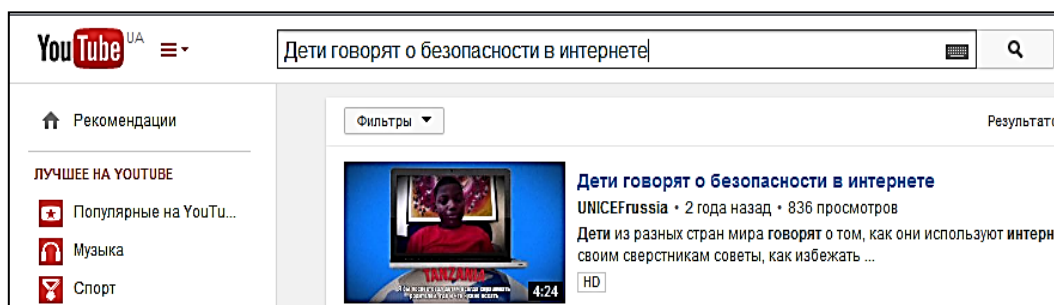 YouTube UA
Дети говорят о безопасности в интернете
Рекомендации
ЛУЧШЕЕ НА YOUTUBE
Популярные на YouTu...
Музыка
Спорт
Фильтры
Результато
Дети говорят о безопасности в интернете
UNICEFrussia • 2 года назад • 836 просмотров
Дети из разных стран мира говорят о том, как они используют интерн
своим сверстникам советы, как избежать ...
HD
TANZANIA
4:24